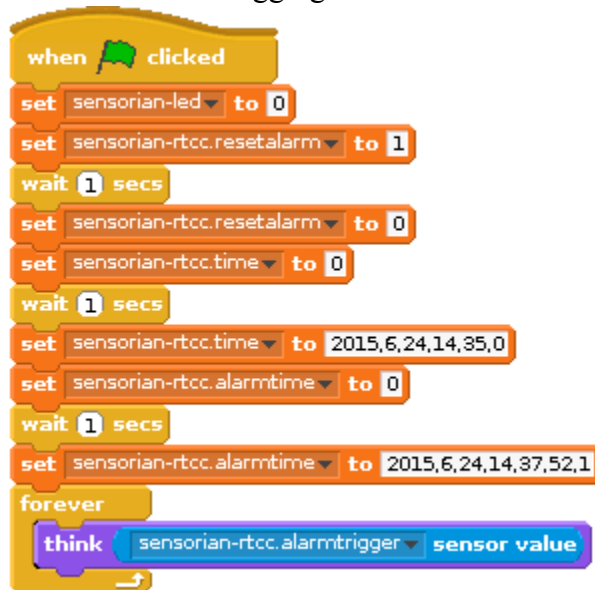 when clicked
set sensorian-led to 0
set sensorian-rtcc.resetalarm to 1
wait 1 secs
set sensorian-rtcc.resetalarm to 0
set sensorian-rtcc.time to 0
wait 1 secs
set sensorian-rtcc.time to 2015,6,24,14,35,0
set sensorian-rtcc.alarmtime to 0
wait 1 secs
set sensorian-rtcc.alarmtime to 2015,6,24,14,37,52,1
forever
think sensorian-rtcc.alarmtrigger sensor value